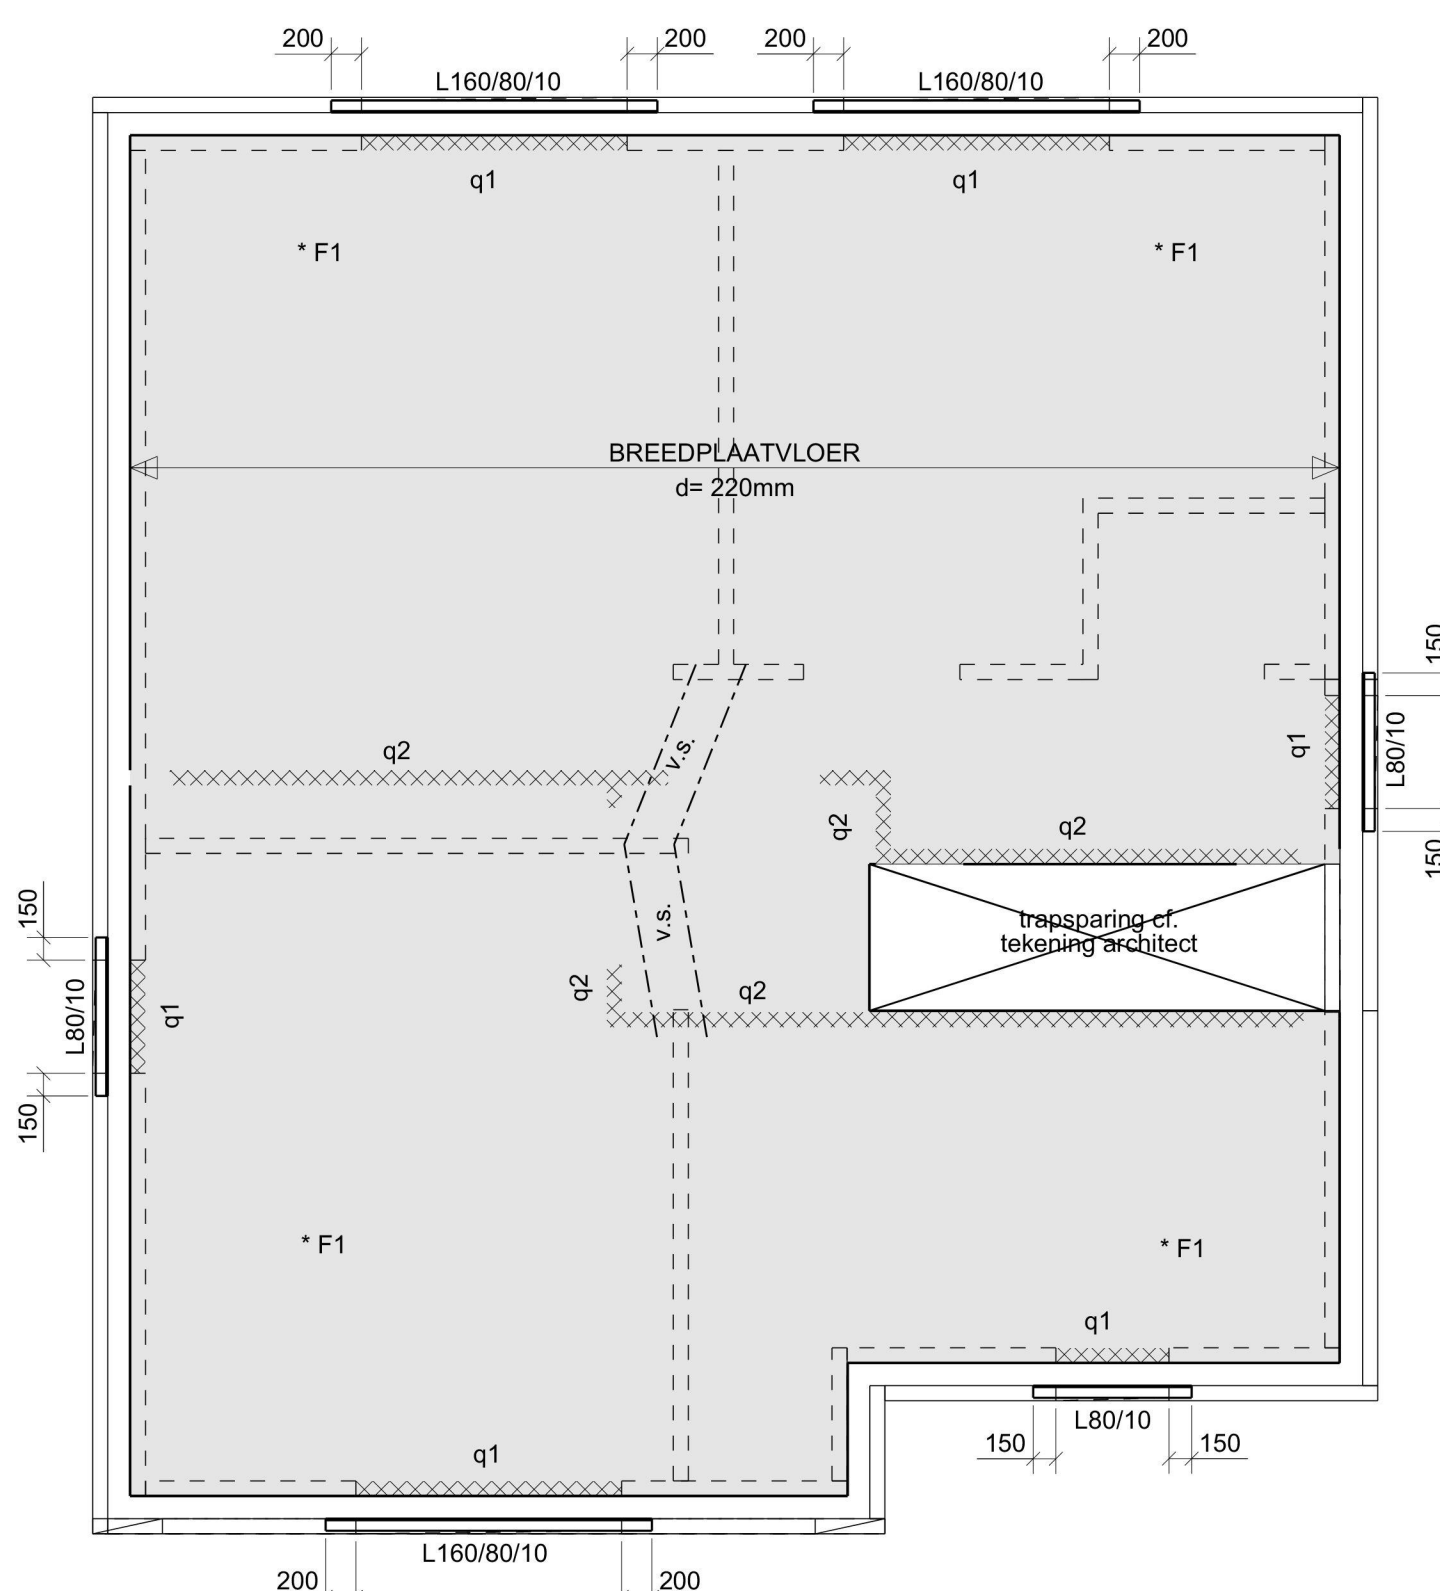 200 200 200 200
L160/80/10 L160/80/10
q1 q1
* F1 * F1
BREEDPLAATVLOER
d= 220mm
150
q1
L80/10
150
q2
v.s.
q2
q2
trapsparing cf.
tekening architect
v.s.
150
L80/10
q1
150
q2
q2
* F1 * F1
q1
L80/10
150 150
q1
L160/80/10
200 200